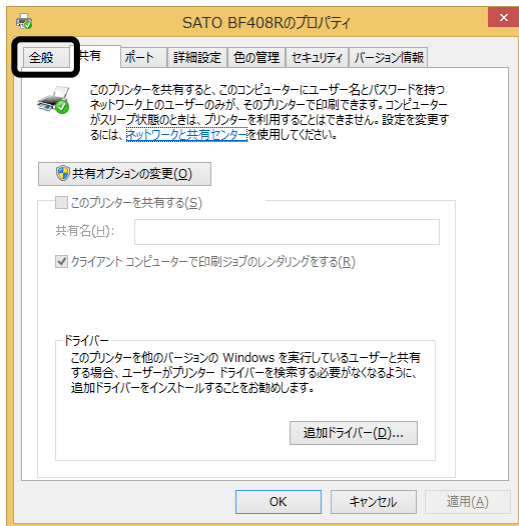 SATO BF408Rのプロパティ
全般 共有 ポート 詳細設定 色の管理 セキュリティ バージョン情報
このプリンターを共有すると、このコンピューターにユーザー名とパスワードを持つ
ネットワーク上のユーザーのみが、そのプリンターで印刷できます。コンピューター
がスリープ状態のときは、プリンターを利用することはできません。設定を変更す
るには、ネットワークと共有センターを使用してください。
共有オプションの変更(O)
このプリンターを共有する(S)
共有名(H):
クライアント コンピューターで印刷ジョブのレンダリングをする(R)
ドライバー
このプリンターを他のバージョンの Windows を実行しているユーザーと共有
する場合、ユーザーがプリンター ドライバーを検索する必要がなくなるように、
追加ドライバーをインストールすることをお勧めします。
追加ドライバー(D)...
OK キャンセル 適用(A)